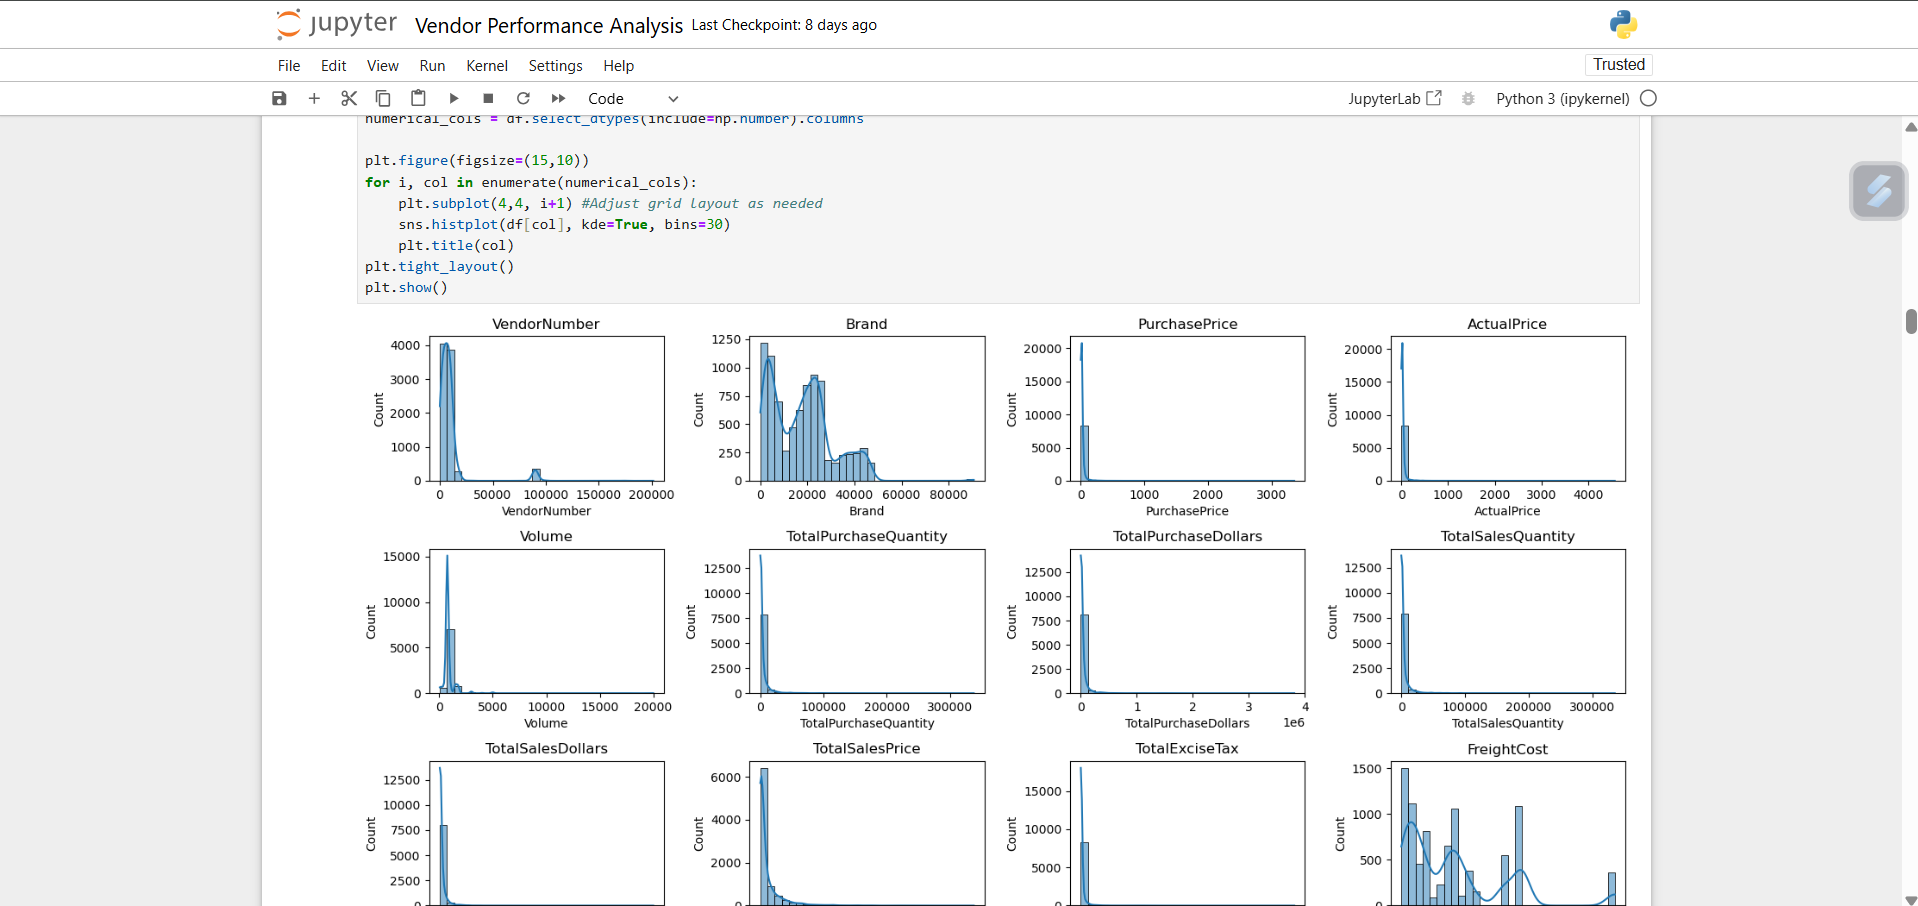 jupyter Vendor Performance Analysis Last Checkpoint: 8 days ago
File Edit View Run Kernel Settings Help Trusted
Code JupyterLab Python 3 (ipykernel)
numerical_cols = df.select_dtypes(include=np.number).columns
plt.figure(figsize=(15,10))
for i, col in enumerate(numerical_cols):
    plt.subplot(4,4, i+1) #Adjust grid layout as needed
    sns.histplot(df[col], kde=True, bins=30)
    plt.title(col)
plt.tight_layout()
plt.show()
VendorNumber Brand PurchasePrice ActualPrice
Count 4000 3000 2000 1000 0
0 50000 100000 150000 200000
VendorNumber
Count 1250 1000 750 500 250 0
0 20000 40000 60000 80000
Brand
Count 20000 15000 10000 5000 0
0 1000 2000 3000
PurchasePrice
Count 20000 15000 10000 5000 0
0 1000 2000 3000 4000
ActualPrice
Volume TotalPurchaseQuantity TotalPurchaseDollars TotalSalesQuantity
Count 15000 10000 5000 0
0 5000 10000 15000 20000
Volume
Count 12500 10000 7500 5000 2500 0
0 100000 200000 300000
TotalPurchaseQuantity
Count 12500 10000 7500 5000 2500 0
0 1 2 3 4
TotalPurchaseDollars 1e6
Count 12500 10000 7500 5000 2500 0
0 100000 200000 300000
TotalSalesQuantity
TotalSalesDollars TotalSalesPrice TotalExciseTax FreightCost
Count 12500 10000 7500 5000 2500 0
Count 6000 4000 2000 0
Count 15000 10000 5000 0
Count 1500 1000 500 0